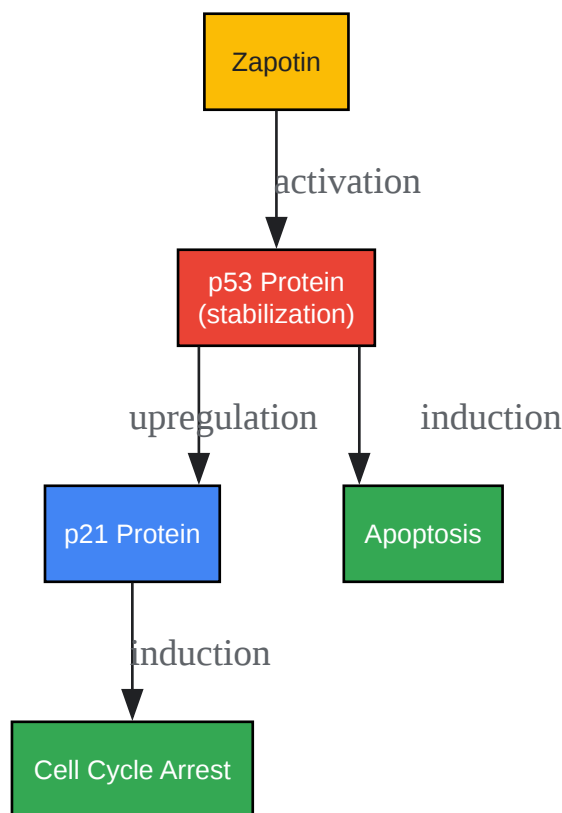 Zapotin
activation
p53 Protein
(stabilization)
upregulation
induction
p21 Protein
Apoptosis
induction
Cell Cycle Arrest